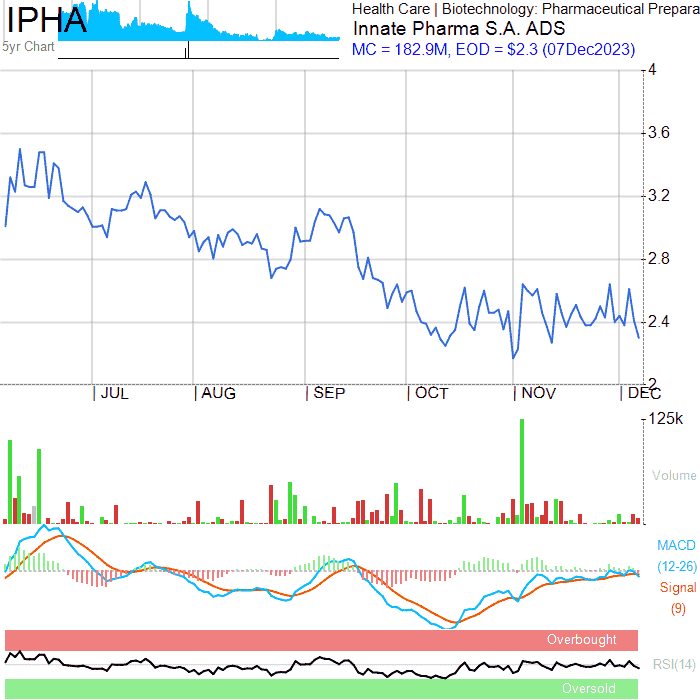 IPHA
5yr Chart
Health Care | Biotechnology: Pharmaceutical Prepara
Innate Pharma S.A. ADS
MC = 182.9M, EOD = $2.3 (07Dec2023)
4
3.6
3.2
2.8
2.4
2
JUL AUG SEP OCT NOV DEC
125k
Volume
MACD
(12-26)
Signal
(9)
Overbought
RSI(14)
Oversold